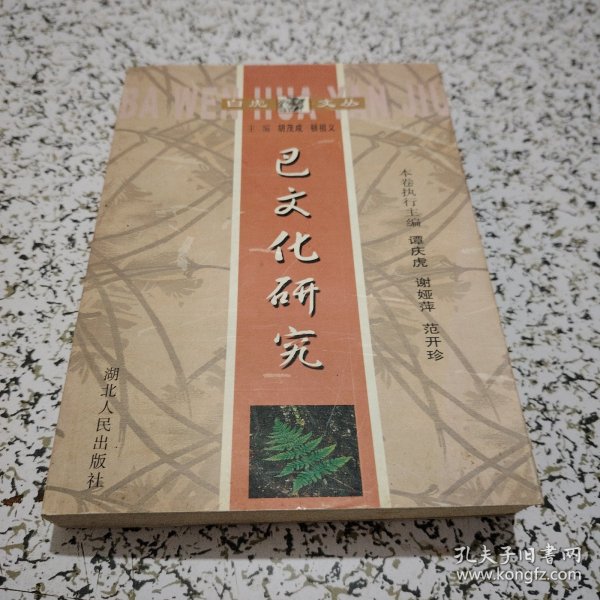 BA WEN HUA YAN JIU
白虎文丛
主编 胡茂成 顿祖义
巴文化研究
本卷执行主编 谭庆虎 谢娅萍 范开珍
湖北人民出版社
孔夫子旧书网
www.kongfz.com